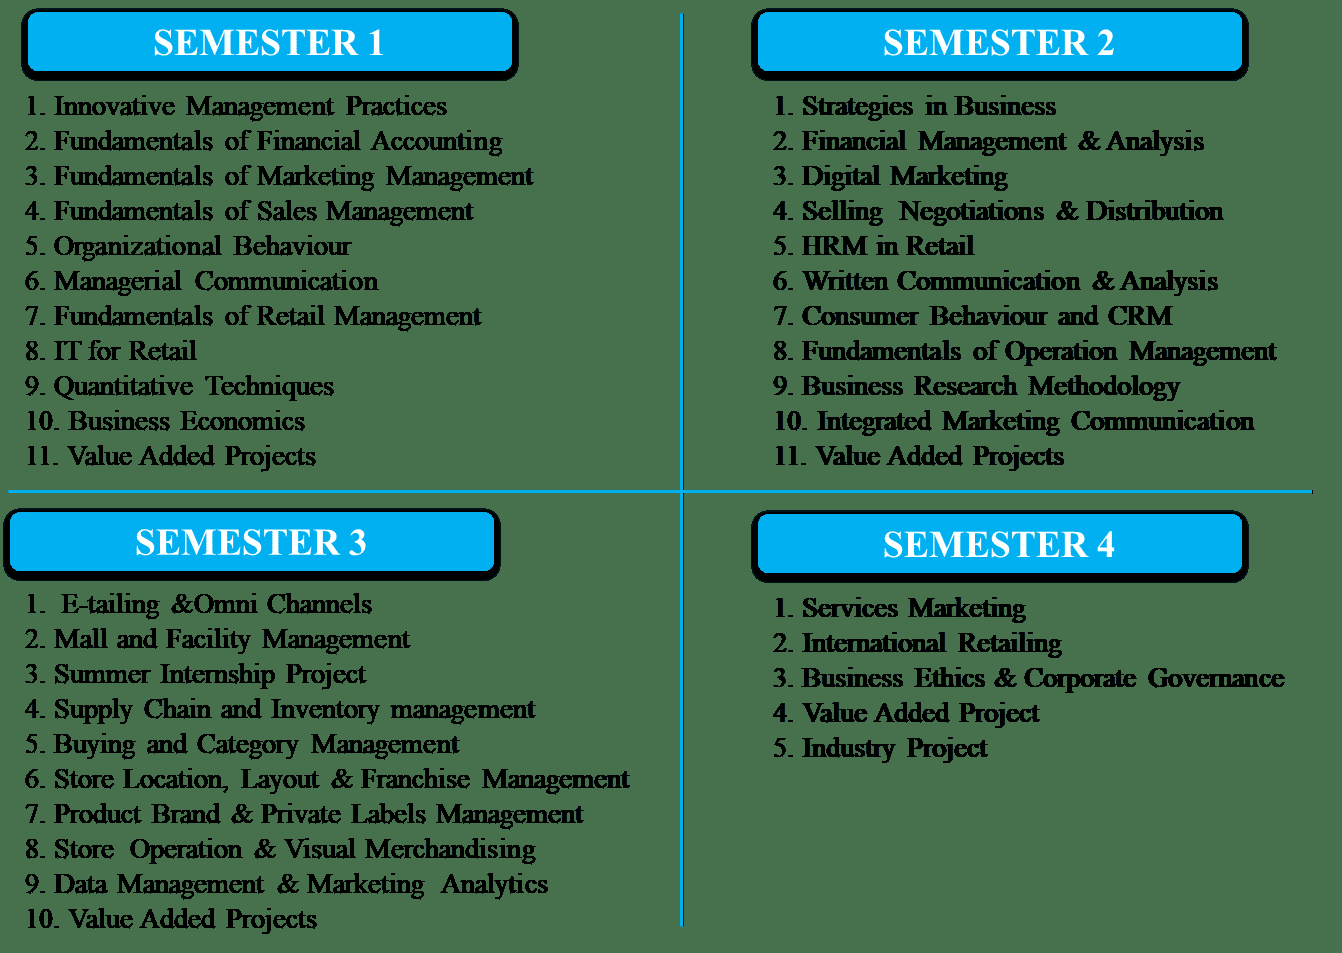 SEMESTER 1
1. Innovative Management Practices
2. Fundamentals of Financial Accounting
3. Fundamentals of Marketing Management
4. Fundamentals of Sales Management
5. Organizational Behaviour
6. Managerial Communication
7. Fundamentals of Retail Management
8. IT for Retail
9. Quantitative Techniques
10. Business Economics
11. Value Added Projects
SEMESTER 2
1. Strategies in Business
2. Financial Management & Analysis
3. Digital Marketing
4. Selling Negotiations & Distribution
5. HRM in Retail
6. Written Communication & Analysis
7. Consumer Behaviour and CRM
8. Fundamentals of Operation Management
9. Business Research Methodology
10. Integrated Marketing Communication
11. Value Added Projects
SEMESTER 3
1. E-tailing &Omni Channels
2. Mall and Facility Management
3. Summer Internship Project
4. Supply Chain and Inventory management
5. Buying and Category Management
6. Store Location, Layout & Franchise Management
7. Product Brand & Private Labels Management
8. Store Operation & Visual Merchandising
9. Data Management & Marketing Analytics
10. Value Added Projects
SEMESTER 4
1. Services Marketing
2. International Retailing
3. Business Ethics & Corporate Governance
4. Value Added Project
5. Industry Project